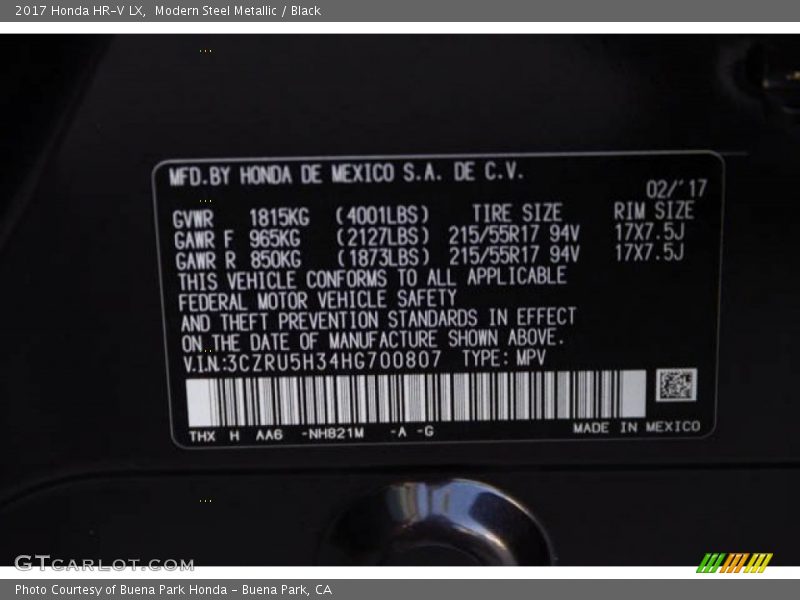 2017 Honda HR-V LX, Modern Steel Metallic / Black
MFD.BY HONDA DE MEXICO S.A. DE C.V.
02/'17
GVWR 1815KG (4001LBS) TIRE SIZE RIM SIZE
GAWR F 965KG (2127LBS) 215/55R17 94V 17X7.5J
GAWR R 850KG (1873LBS) 215/55R17 94V 17X7.5J
THIS VEHICLE CONFORMS TO ALL APPLICABLE
FEDERAL MOTOR VEHICLE SAFETY
AND THEFT PREVENTION STANDARDS IN EFFECT
ON THE DATE OF MANUFACTURE SHOWN ABOVE.
V.I.N.:3CZRU5H34HG700807 TYPE: MPV
THX H AA6 -NH821M -A -G MADE IN MEXICO
GTCARLOT.COM
Photo Courtesy of Buena Park Honda - Buena Park, CA